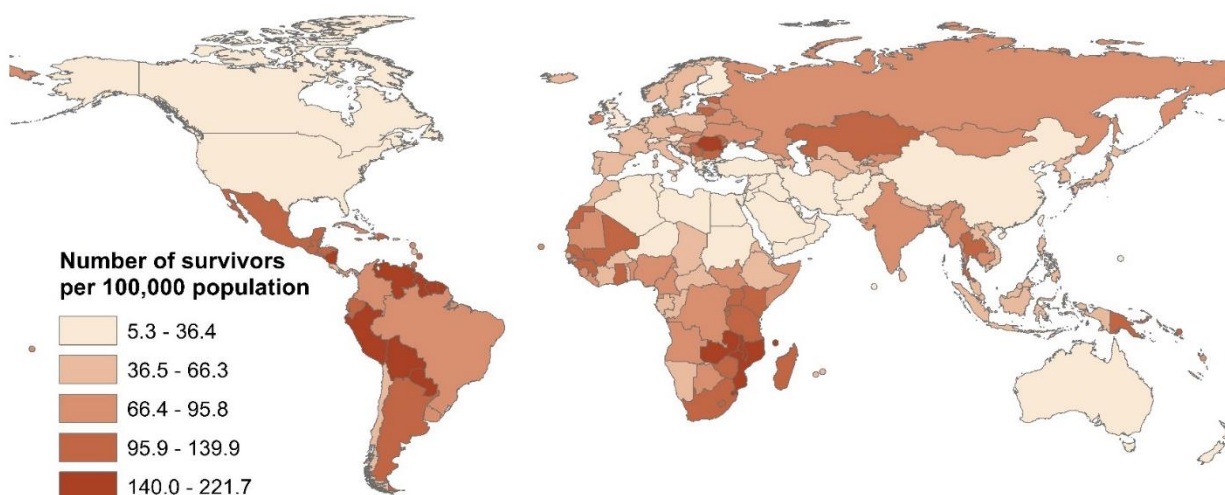 Number of survivors
per 100,000 population
5.3 - 36.4
36.5 - 66.3
66.4 - 95.8
95.9 - 139.9
140.0 - 221.7